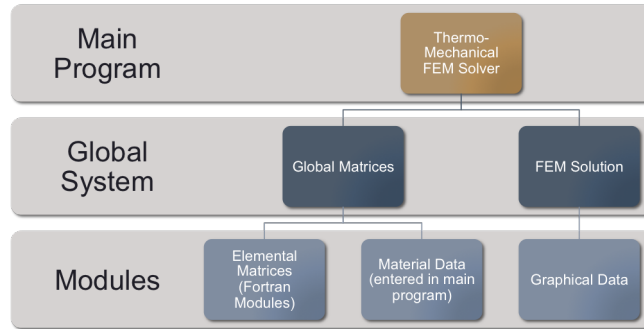 Main
Program
Thermo-
Mechanical
FEM Solver
Global
System
Global Matrices
FEM Solution
Modules
Elemental
Matrices
(Fortran
Modules)
Material Data
(entered in main
program)
Graphical Data